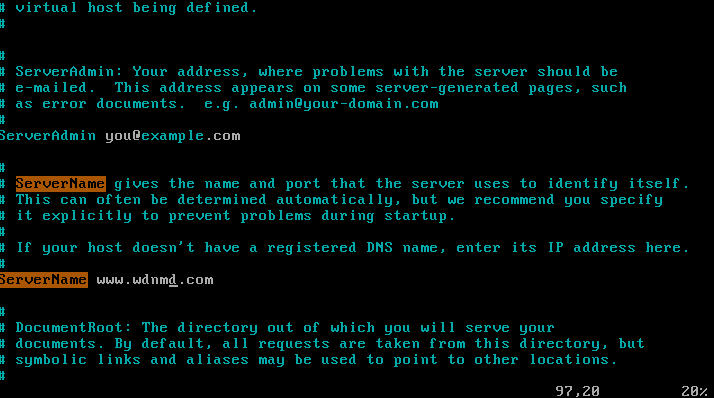 # virtual host being defined.
#
#
# ServerAdmin: Your address, where problems with the server should be
# e-mailed.  This address appears on some server-generated pages, such
# as error documents.  e.g. admin@your-domain.com
#
ServerAdmin you@example.com
#
# ServerName gives the name and port that the server uses to identify itself.
# This can often be determined automatically, but we recommend you specify
# it explicitly to prevent problems during startup.
#
# If your host doesn't have a registered DNS name, enter its IP address here.
#
ServerName www.wdnmd.com
#
# DocumentRoot: The directory out of which you will serve your
# documents. By default, all requests are taken from this directory, but
# symbolic links and aliases may be used to point to other locations.
#
97,20 20%